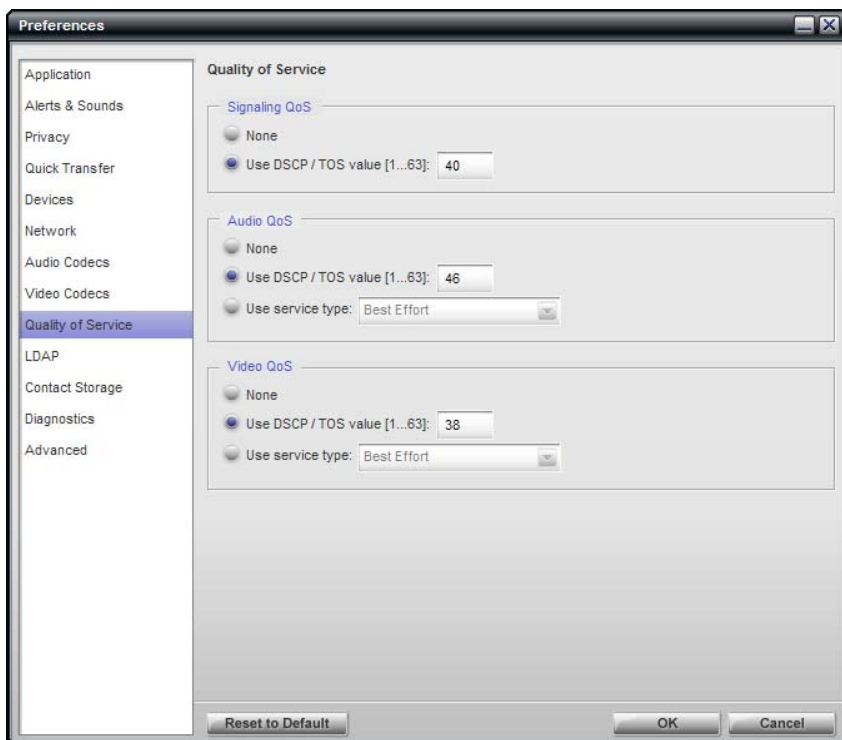 Preferences
Application
Alerts & Sounds
Privacy
Quick Transfer
Devices
Network
Audio Codecs
Video Codecs
Quality of Service
LDAP
Contact Storage
Diagnostics
Advanced
Quality of Service
Signaling QoS
None
Use DSCP / TOS value [1...63]: 40
Audio QoS
None
Use DSCP / TOS value [1...63]: 46
Use service type: Best Effort
Video QoS
None
Use DSCP / TOS value [1...63]: 38
Use service type: Best Effort
Reset to Default OK Cancel